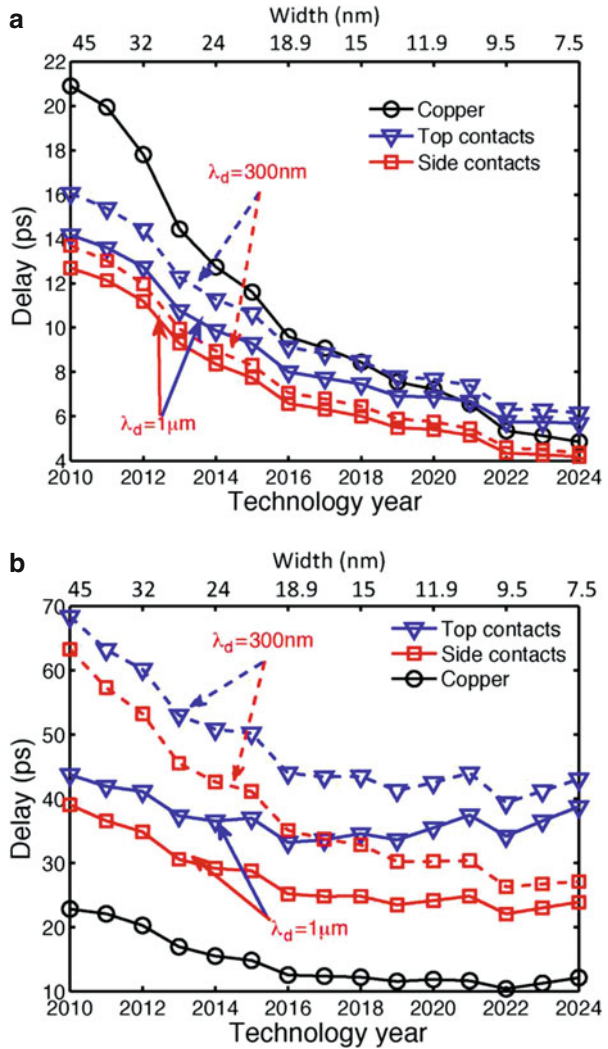 a
Width (nm)
45 32 24 18.9 15 11.9 9.5 7.5
22
20
18
16
14
12
10
8
6
4
Delay (ps)
Copper
Top contacts
Side contacts
λd=300nm
λd=1μm
2010 2012 2014 2016 2018 2020 2022 2024
Technology year
b
Width (nm)
45 32 24 18.9 15 11.9 9.5 7.5
70
60
50
40
30
20
10
Delay (ps)
Top contacts
Side contacts
Copper
λd=300nm
λd=1μm
2010 2012 2014 2016 2018 2020 2022 2024
Technology year